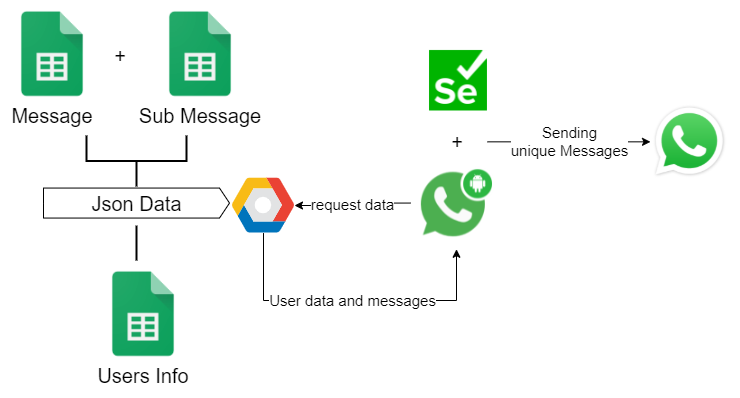 +
Message
Sub Message
Se
+
Sending
unique Messages
Json Data
request data
User data and messages
Users Info